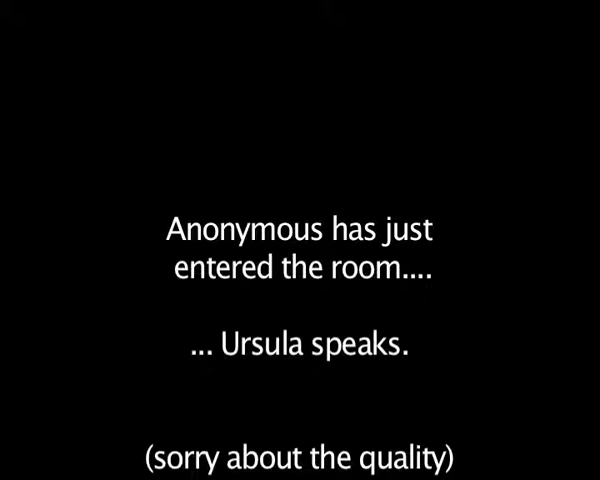 Anonymous has just
entered the room....
... Ursula speaks.
(sorry about the quality)